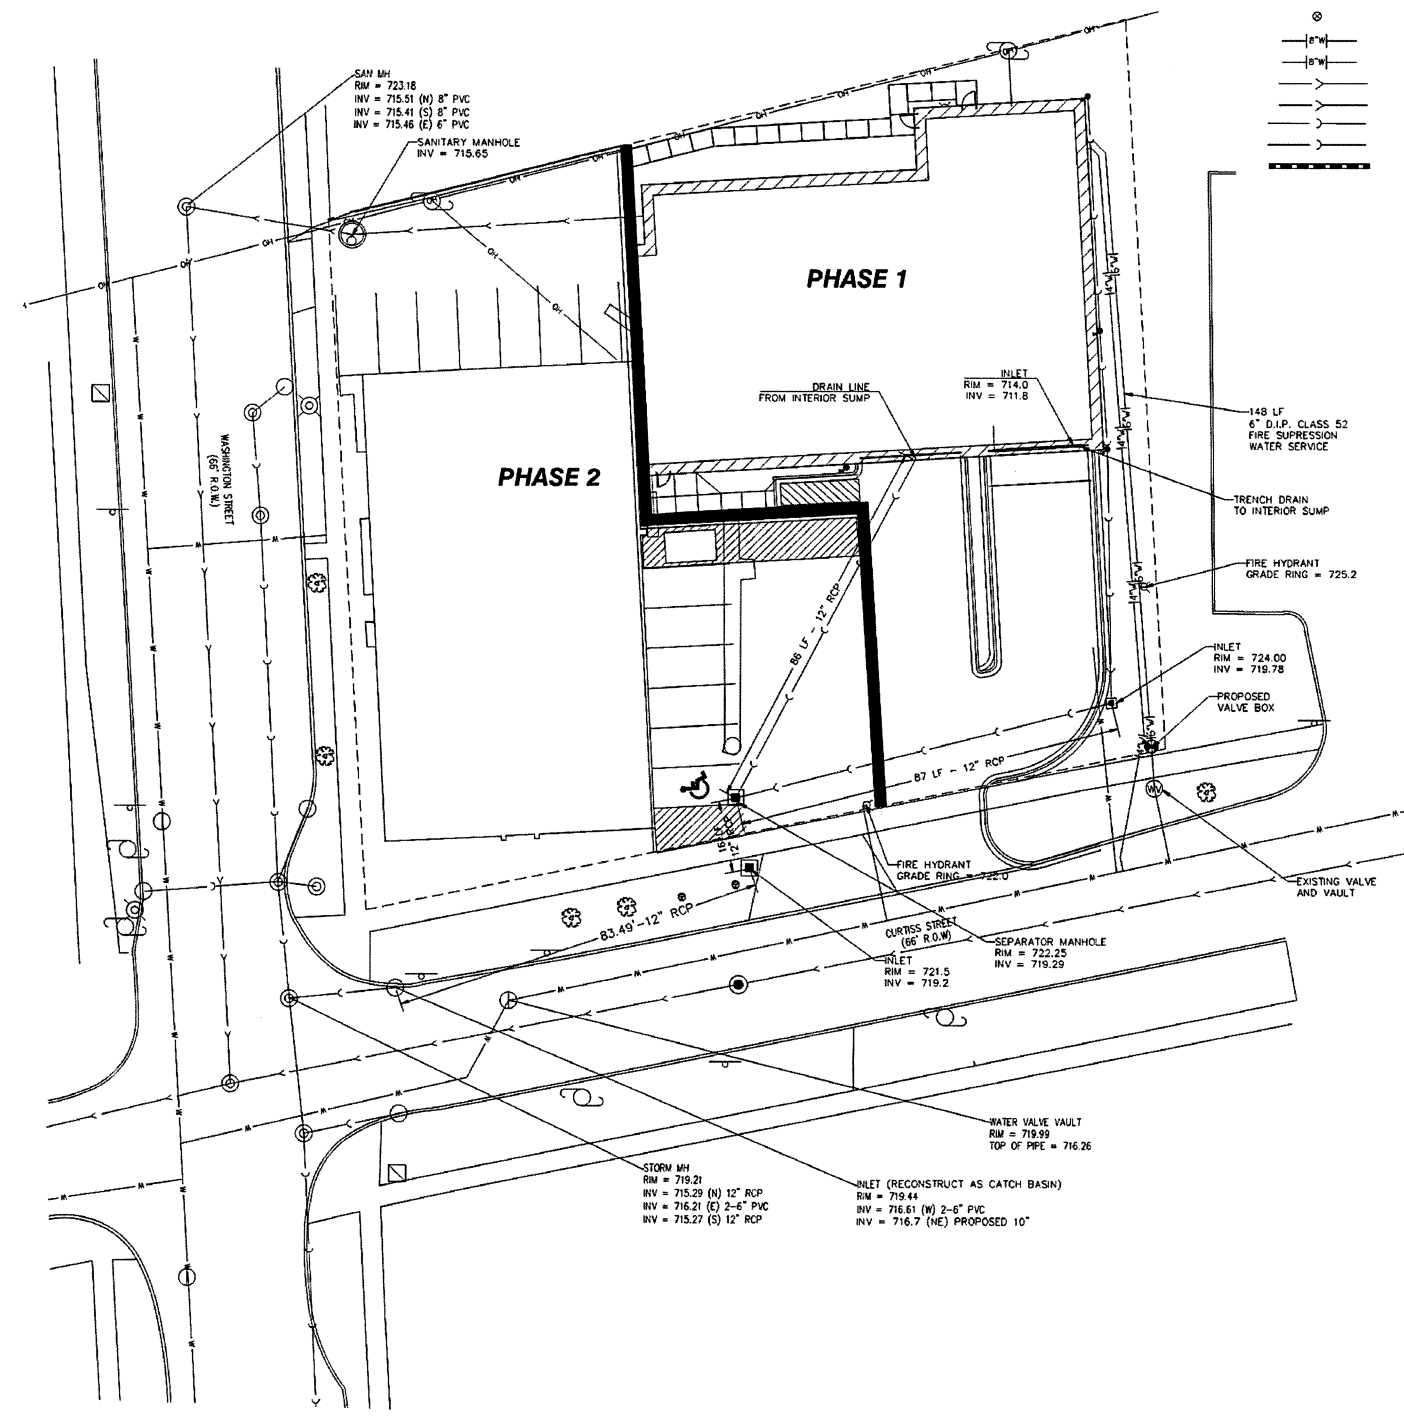 8"W
8"W
SAN MH
RIM = 723.18
INV = 715.51 (N) 8" PVC
INV = 715.41 (S) 8" PVC
INV = 715.46 (E) 6" PVC
SANITARY MANHOLE
INV = 715.65
PHASE 1
PHASE 2
DRAIN LINE
FROM INTERIOR SUMP
INLET
RIM = 714.0
INV = 711.8
148 LF
6" D.I.P. CLASS 52
FIRE SUPRESSION
WATER SERVICE
TRENCH DRAIN
TO INTERIOR SUMP
FIRE HYDRANT
GRADE RING = 725.2
INLET
RIM = 724.00
INV = 719.78
PROPOSED
VALVE BOX
WASHINGTON STREET
(66' R.O.W.)
86 LF - 12" RCP
87 LF - 12" RCP
16 LF
12" RCP
WV
FIRE HYDRANT
GRADE RING = 722.0
EXISTING VALVE
AND VAULT
83.49'-12" RCP
CURTISS STREET
(66' R.O.W)
SEPARATOR MANHOLE
RIM = 722.25
INV = 719.29
INLET
RIM = 721.5
INV = 719.2
WATER VALVE VAULT
RIM = 719.99
TOP OF PIPE = 716.26
STORM MH
RIM = 719.21
INV = 715.29 (N) 12" RCP
INV = 716.21 (E) 2-6" PVC
INV = 715.27 (S) 12" RCP
INLET (RECONSTRUCT AS CATCH BASIN)
RIM = 719.44
INV = 716.61 (W) 2-6" PVC
INV = 716.7 (NE) PROPOSED 10"